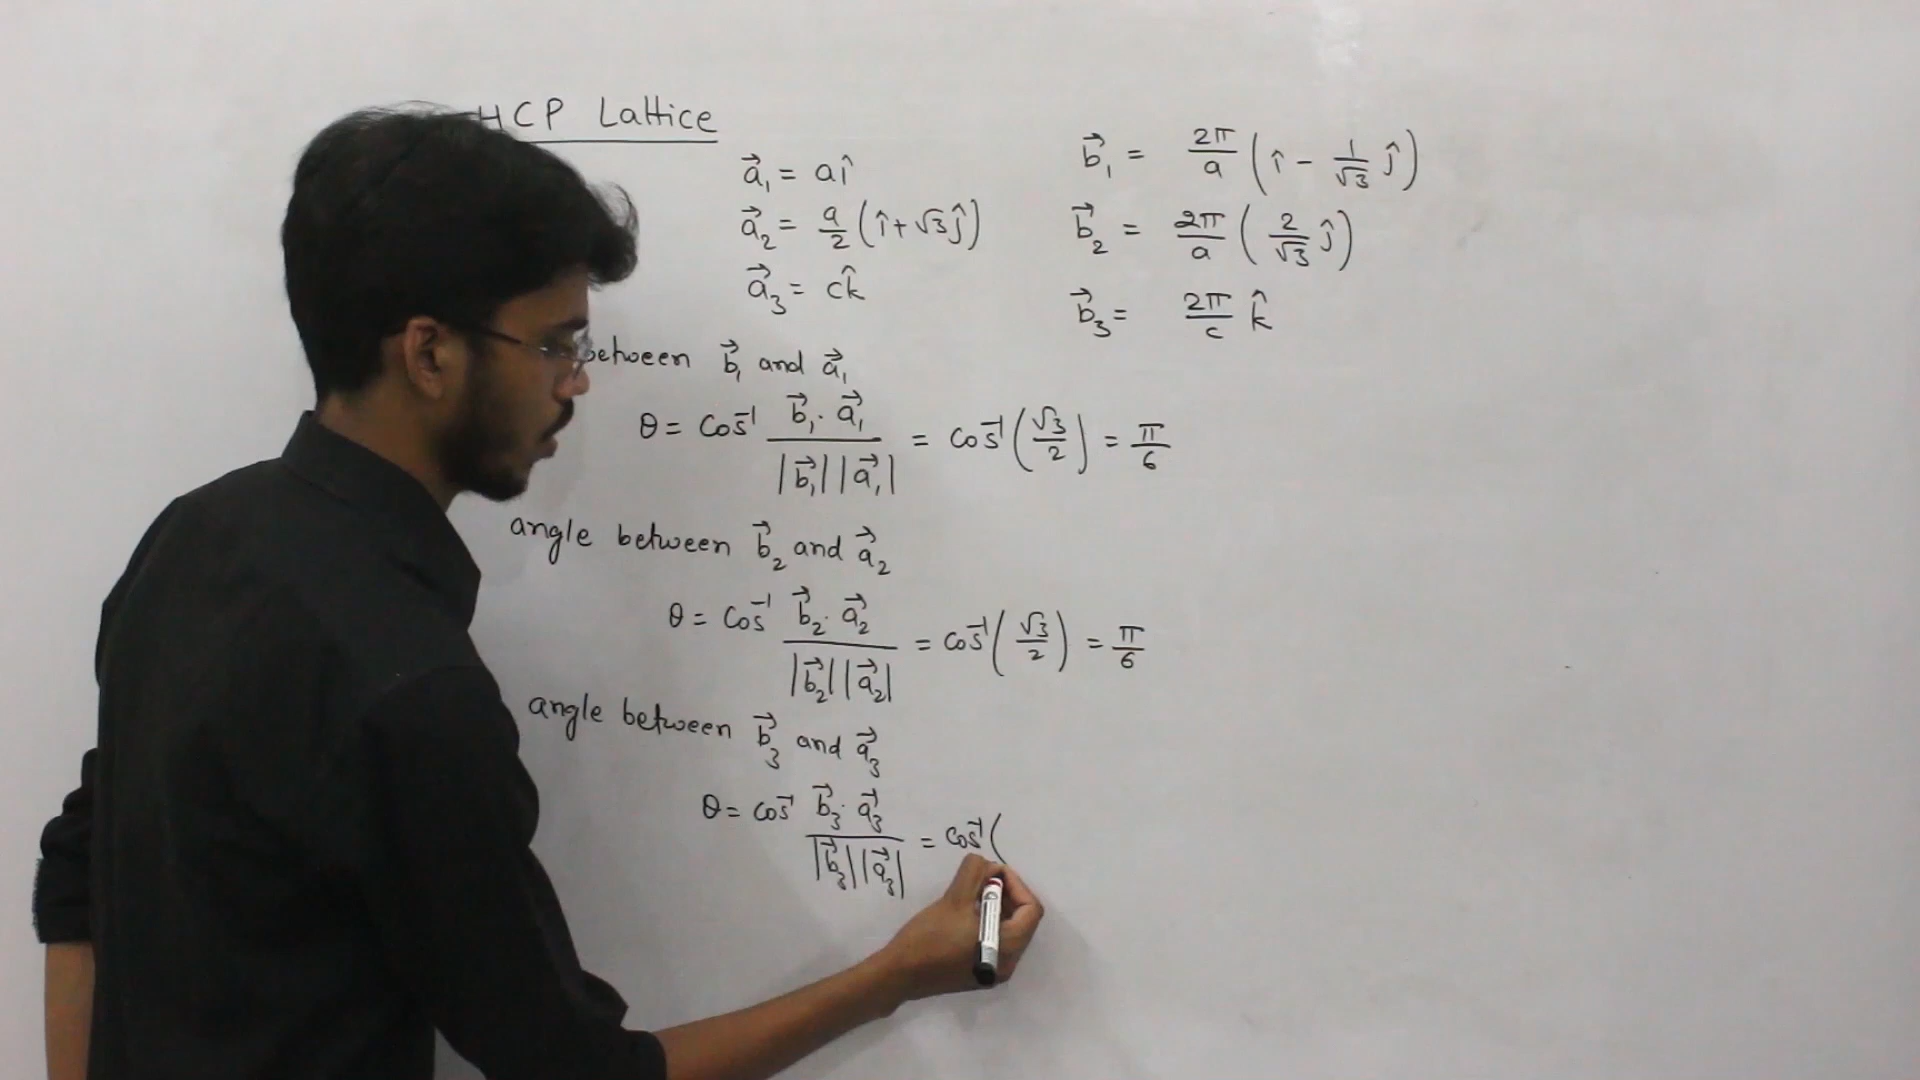 HCP Lattice
a⃗₁ = aî
a⃗₂ = a/2 (î + √3ĵ)
a⃗₃ = ck̂
b⃗₁ = 2π/a (î - 1/√3 ĵ)
b⃗₂ = 2π/a (2/√3 ĵ)
b⃗₃ = 2π/c k̂
between b⃗₁ and a⃗₁
θ = Cos⁻¹ b⃗₁·a⃗₁ / |b⃗₁||a⃗₁| = Cos⁻¹(√3/2) = π/6
angle between b⃗₂ and a⃗₂
θ = Cos⁻¹ b⃗₂·a⃗₂ / |b⃗₂||a⃗₂| = Cos⁻¹(√3/2) = π/6
angle between b⃗₃ and a⃗₃
θ = Cos⁻¹ b⃗₃·a⃗₃ / |b⃗₃||a⃗₃| = Cos⁻¹(